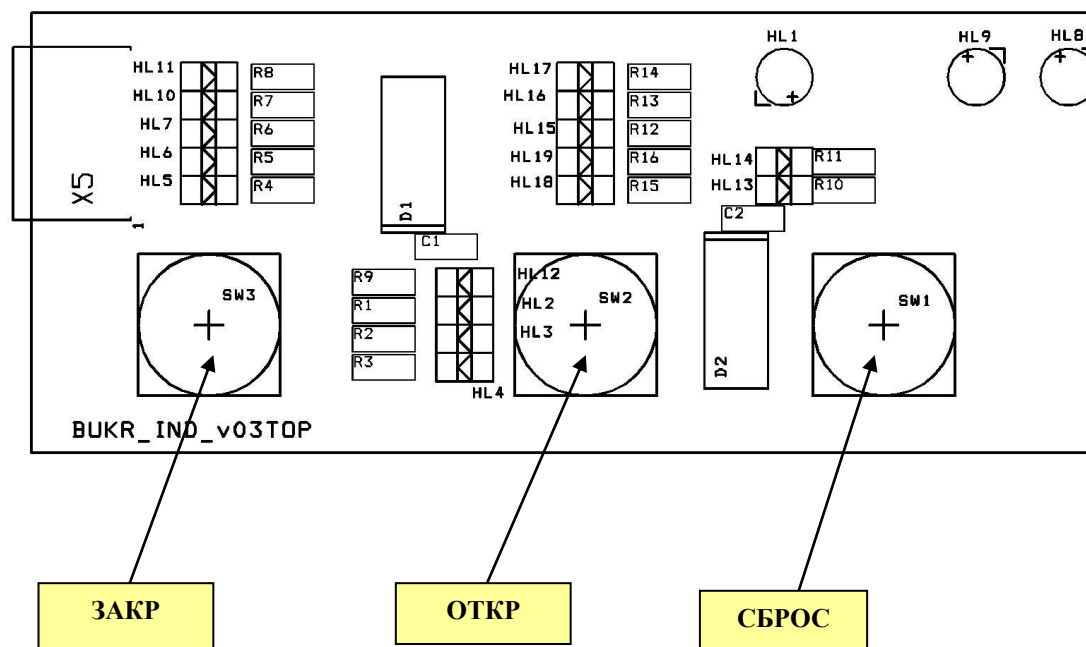 HL1 HL9 HL8
HL11 R8 HL17 R14
HL10 R7 HL16 R13
HL7 R6 HL15 R12
HL6 R5 HL19 R16 HL14 R11
HL5 R4 HL18 R15 HL13 R10
X5 D1 C2
1 C1
R9 HL12
SW3 R1 HL2 SW2 SW1
R2 HL3
R3 D2
HL4
BUKR_IND_v03TOP
ЗАКР ОТКР СБРОС